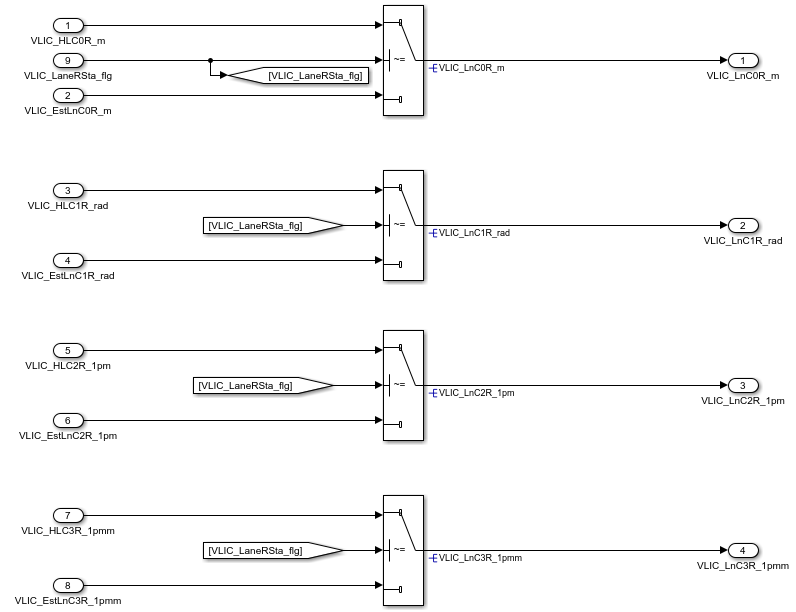 1
VLIC_HLC0R_m
9
VLIC_LaneRSta_flg
[VLIC_LaneRSta_flg]
2
VLIC_EstLnC0R_m
~=
VLIC_LnC0R_m
1
VLIC_LnC0R_m
3
VLIC_HLC1R_rad
[VLIC_LaneRSta_flg]
4
VLIC_EstLnC1R_rad
~=
VLIC_LnC1R_rad
2
VLIC_LnC1R_rad
5
VLIC_HLC2R_1pm
[VLIC_LaneRSta_flg]
6
VLIC_EstLnC2R_1pm
~=
VLIC_LnC2R_1pm
3
VLIC_LnC2R_1pm
7
VLIC_HLC3R_1pmm
[VLIC_LaneRSta_flg]
8
VLIC_EstLnC3R_1pmm
~=
VLIC_LnC3R_1pmm
4
VLIC_LnC3R_1pmm